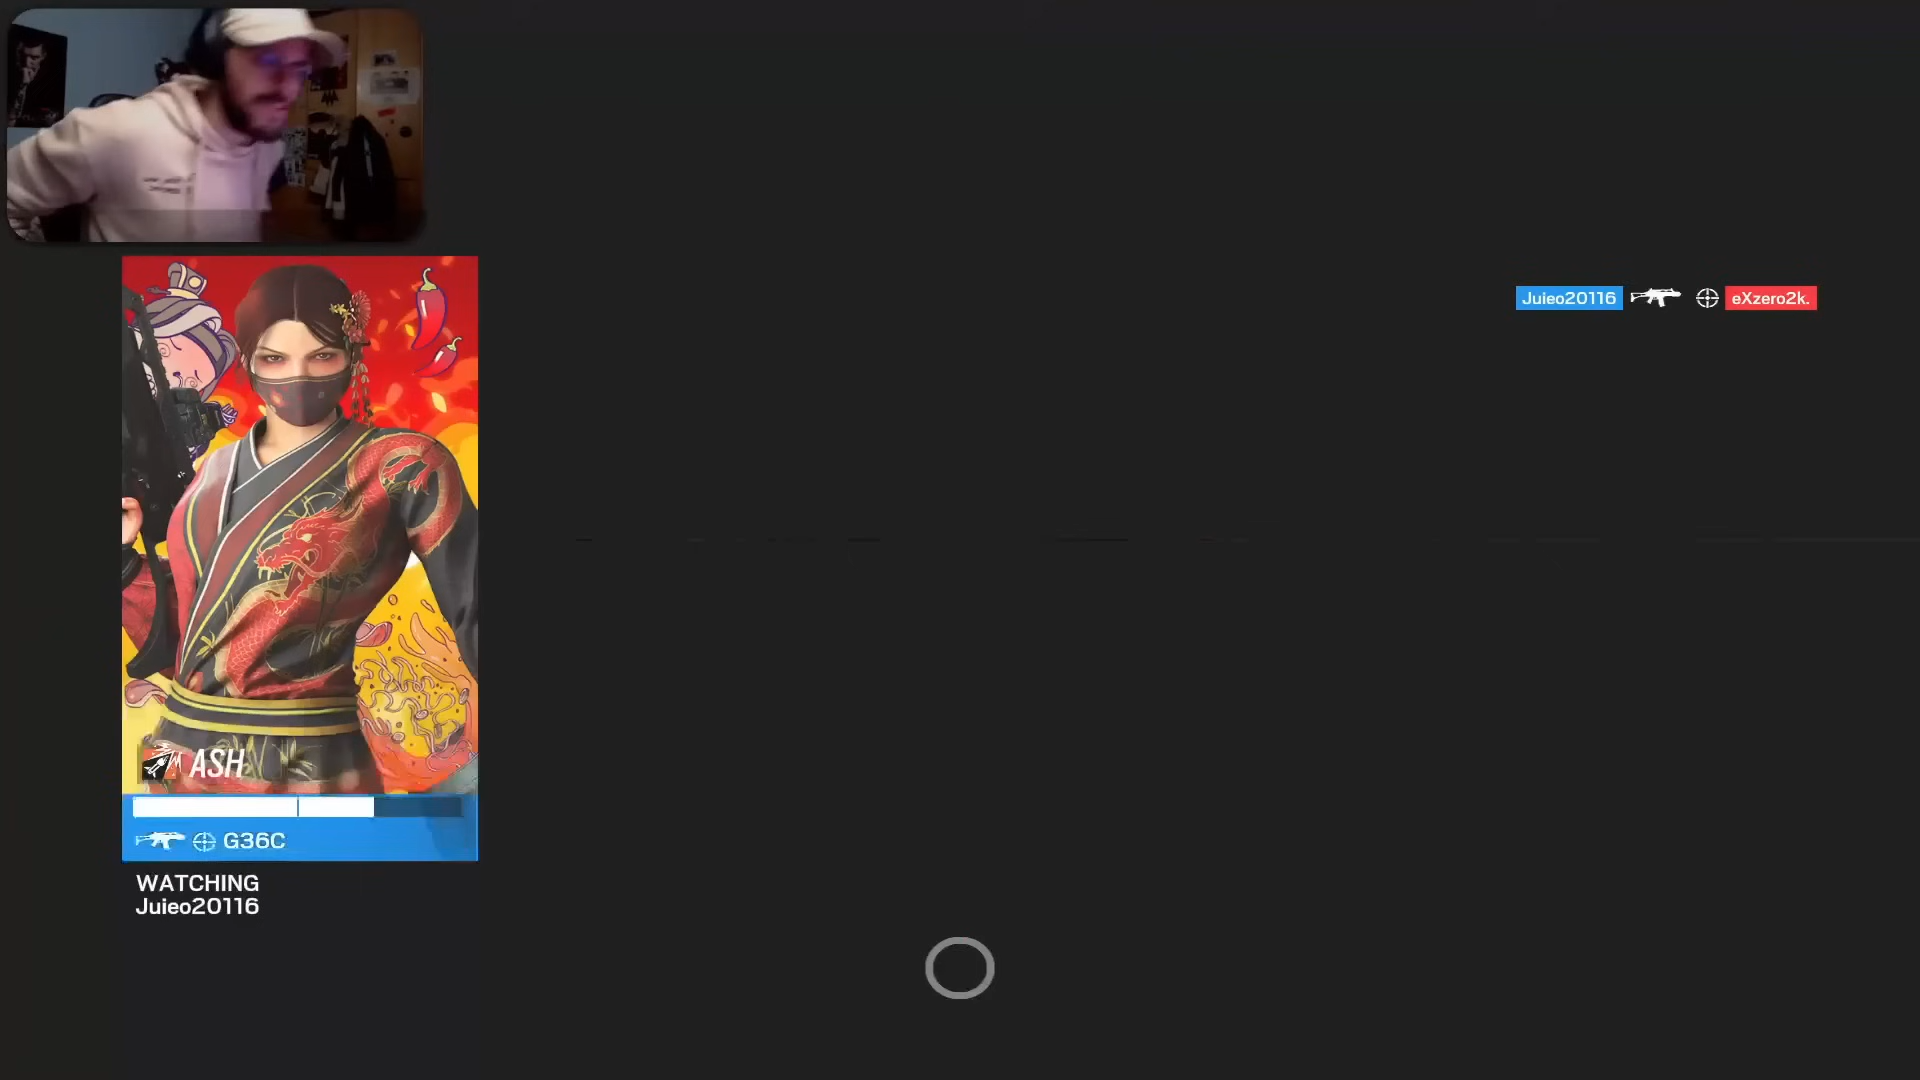 Juieo20116 eXzero2k.
ASH
G36C
WATCHING
Juieo20116